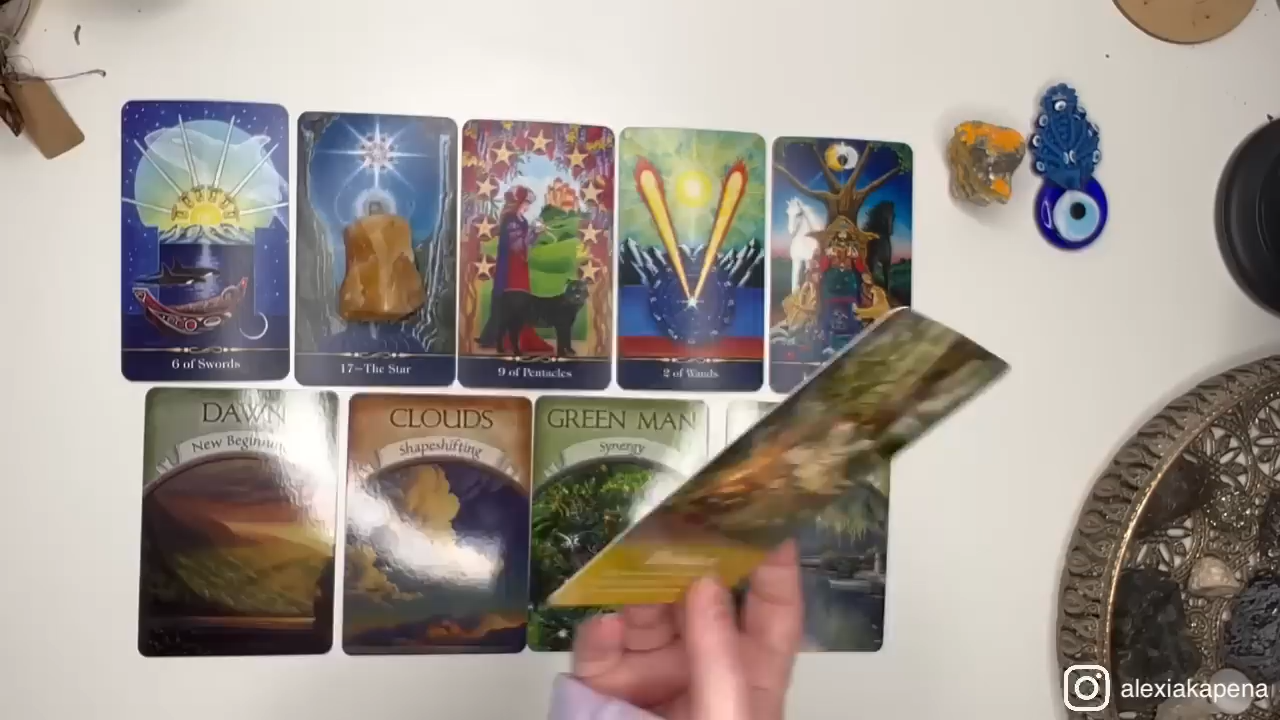 6 of Swords
17–The Star
9 of Pentacles
2 of Wands
DAWN
New Beginn
CLOUDS
Shapeshifting
GREEN MAN
Synergy
alexiakapena